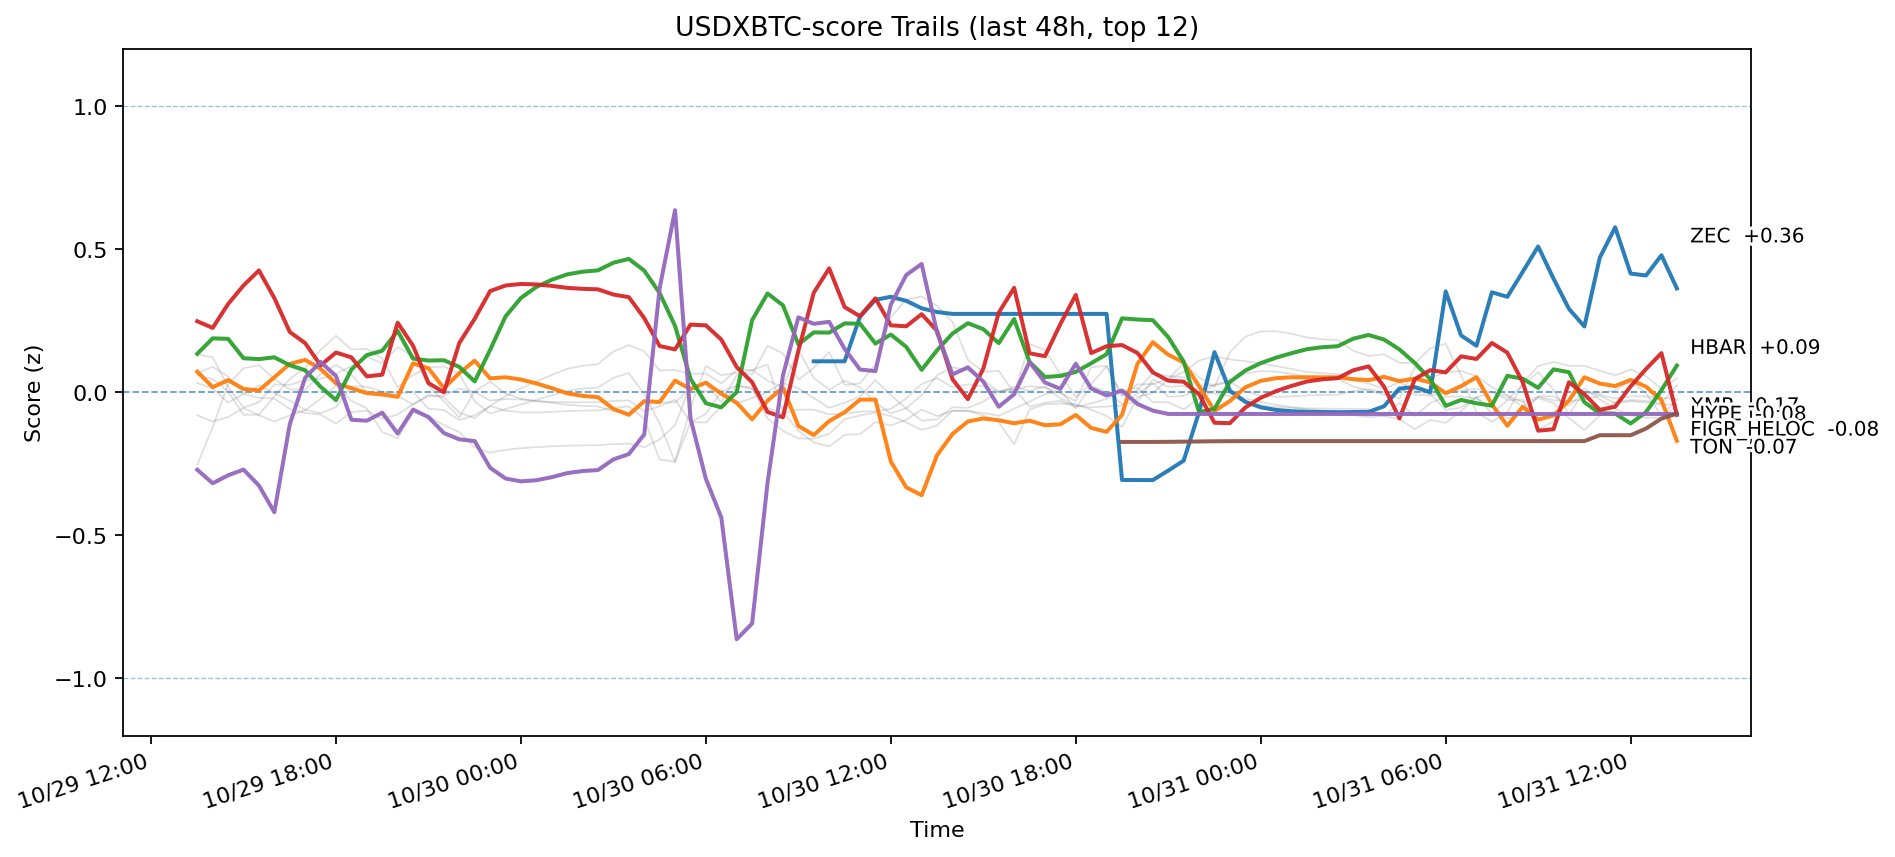 USDXBTC-score Trails (last 48h, top 12)
Score (z)
1.0
0.5
0.0
−0.5
−1.0
ZEC +0.36
HBAR +0.09
-0.17
HYPE -0.08
FIGR_HELOC -0.08
TON -0.07
10/29 12:00
10/29 18:00
10/30 00:00
10/30 06:00
10/30 12:00
10/30 18:00
10/31 00:00
10/31 06:00
10/31 12:00
Time